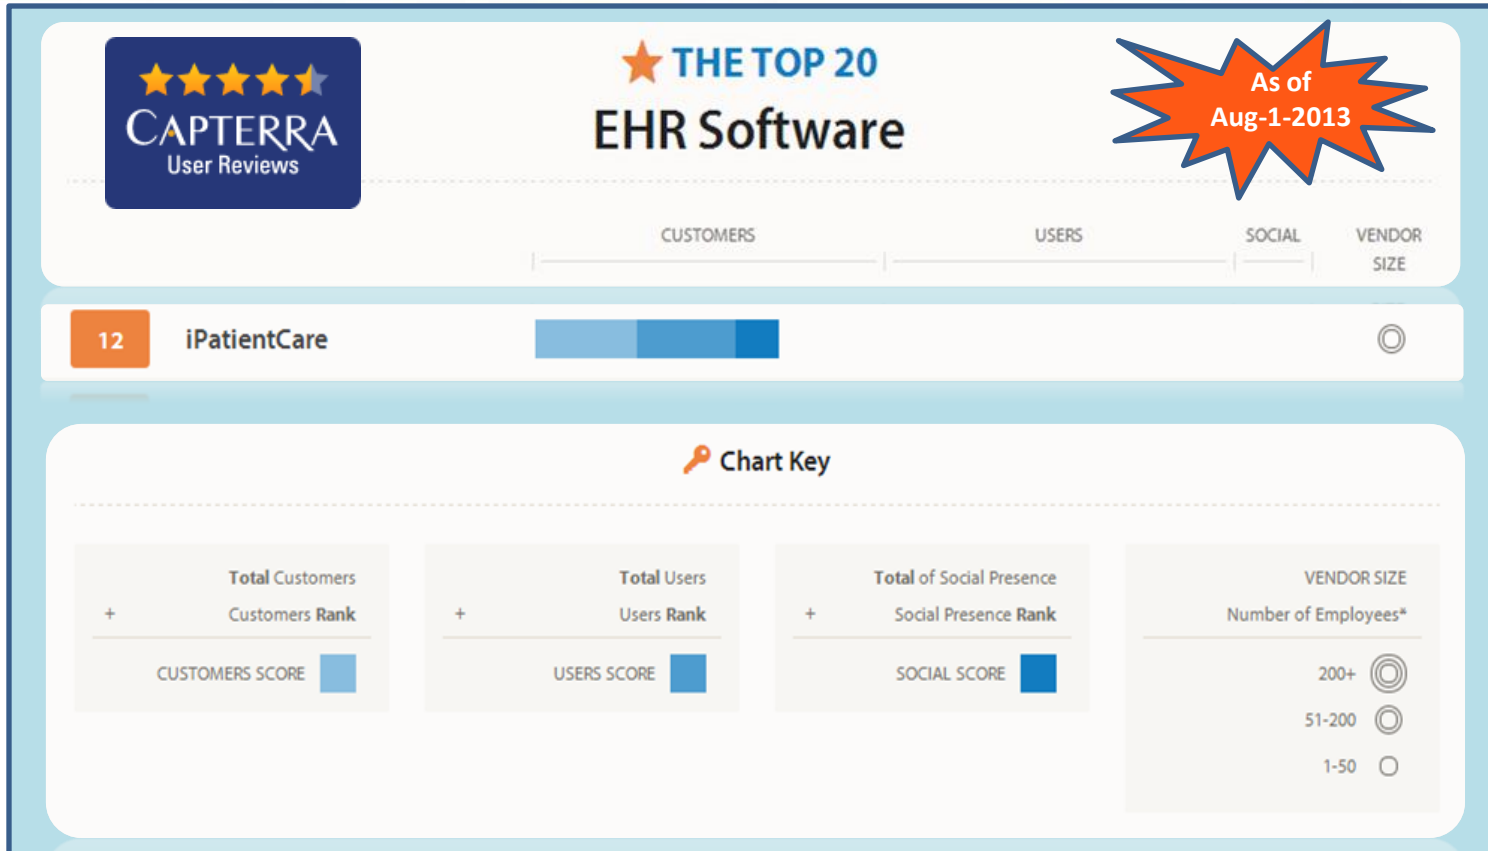 CAPTERRA
User Reviews
THE TOP 20
EHR Software
As of
Aug-1-2013
CUSTOMERS
USERS
SOCIAL
VENDOR
SIZE
12
iPatientCare
Chart Key
Total Customers
+ Customers Rank
CUSTOMERS SCORE
Total Users
+ Users Rank
USERS SCORE
Total of Social Presence
+ Social Presence Rank
SOCIAL SCORE
VENDOR SIZE
Number of Employees*
200+
51-200
1-50